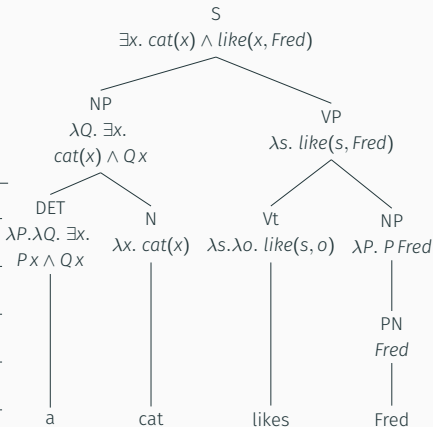 S
∃x. cat(x) ∧ like(x, Fred)
NP
λQ. ∃x.
cat(x) ∧ Q x
VP
λs. like(s, Fred)
DET
λP.λQ. ∃x.
P x ∧ Q x
N
λx. cat(x)
Vt
λs.λo. like(s, o)
NP
λP. P Fred
PN
Fred
a cat likes Fred